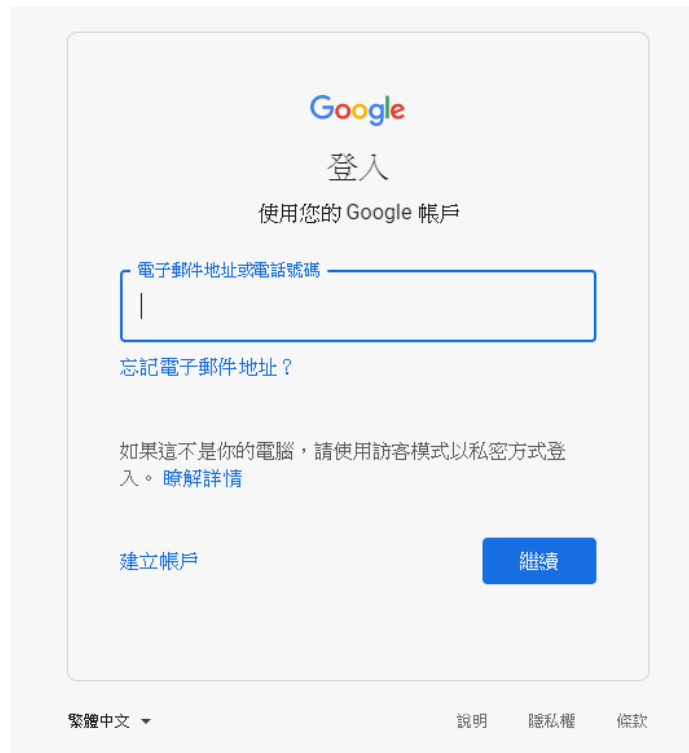 Google
登入
使用您的 Google 帳戶
電子郵件地址或電話號碼
忘記電子郵件地址？
如果這不是你的電腦，請使用訪客模式以私密方式登
入。瞭解詳情
建立帳戶
繼續
繁體中文
說明 隱私權 條款